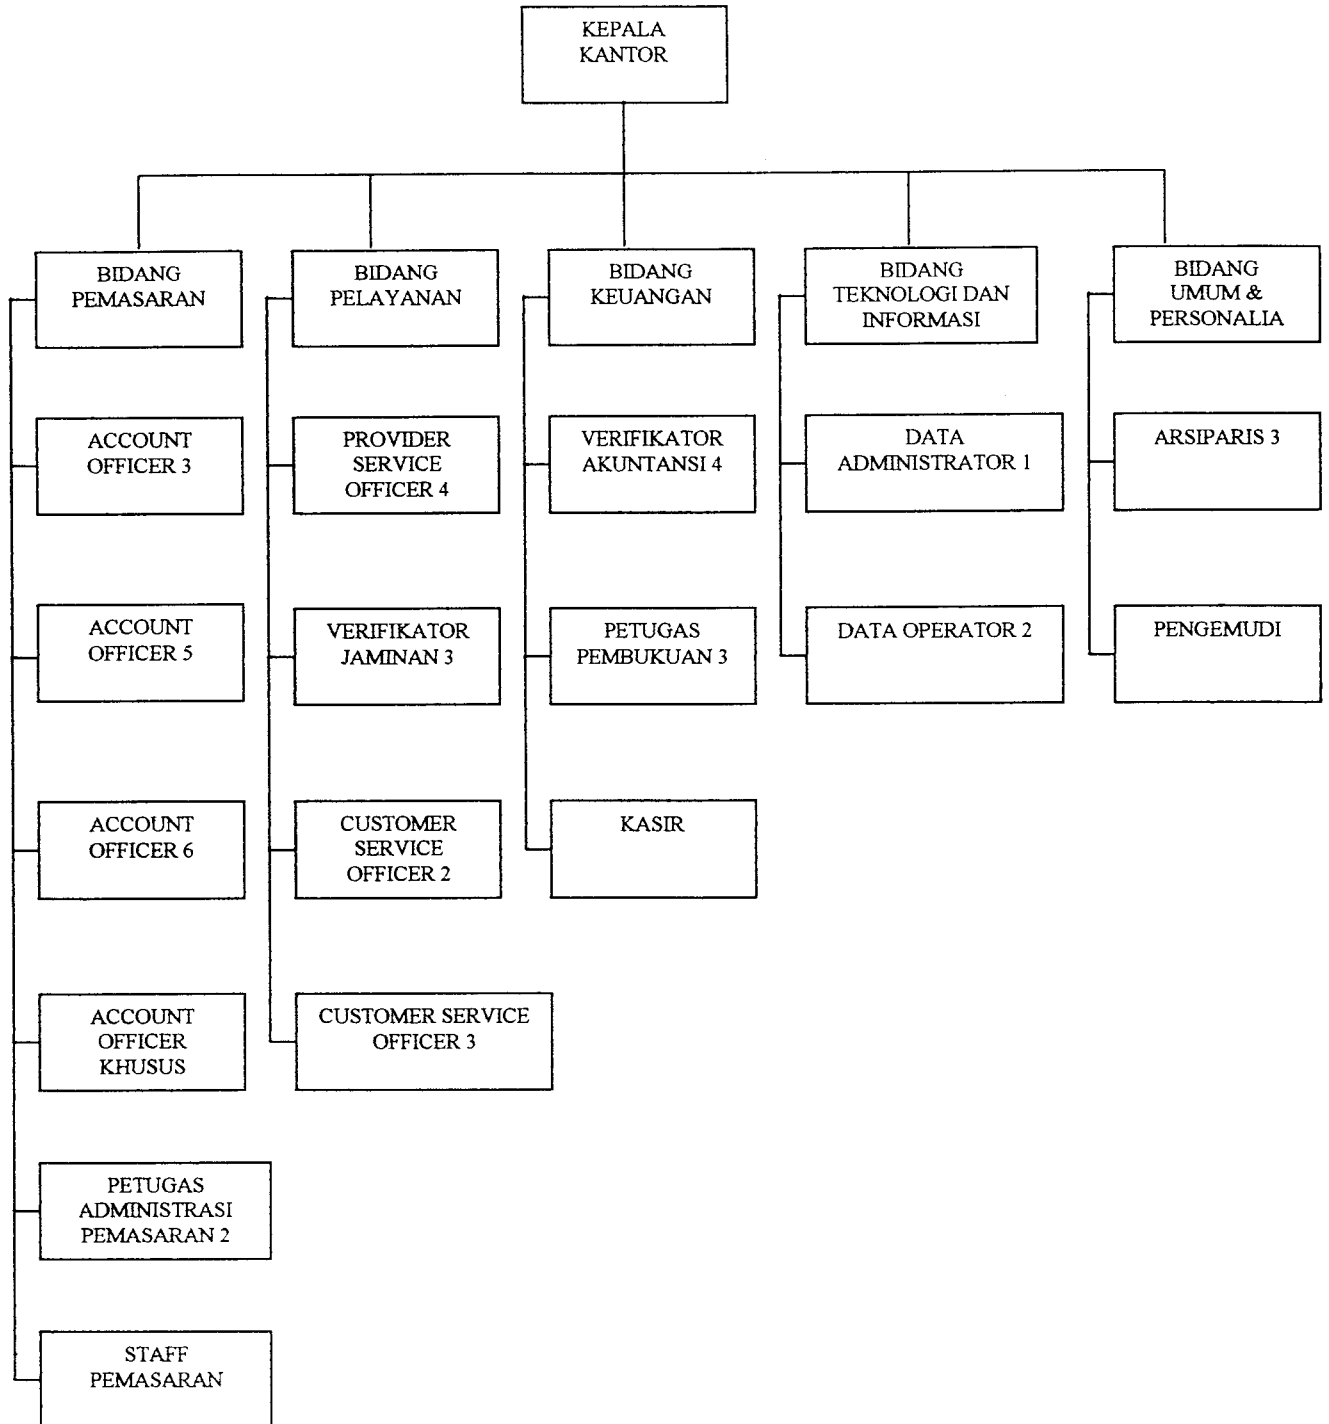 KEPALA
KANTOR
BIDANG
PEMASARAN
BIDANG
PELAYANAN
BIDANG
KEUANGAN
BIDANG
TEKNOLOGI DAN
INFORMASI
BIDANG
UMUM &
PERSONALIA
ACCOUNT
OFFICER 3
PROVIDER
SERVICE
OFFICER 4
VERIFIKATOR
AKUNTANSI 4
DATA
ADMINISTRATOR 1
ARSIPARIS 3
ACCOUNT
OFFICER 5
VERIFIKATOR
JAMINAN 3
PETUGAS
PEMBUKUAN 3
DATA OPERATOR 2
PENGEMUDI
ACCOUNT
OFFICER 6
CUSTOMER
SERVICE
OFFICER 2
KASIR
ACCOUNT
OFFICER
KHUSUS
CUSTOMER SERVICE
OFFICER 3
PETUGAS
ADMINISTRASI
PEMASARAN 2
STAFF
PEMASARAN